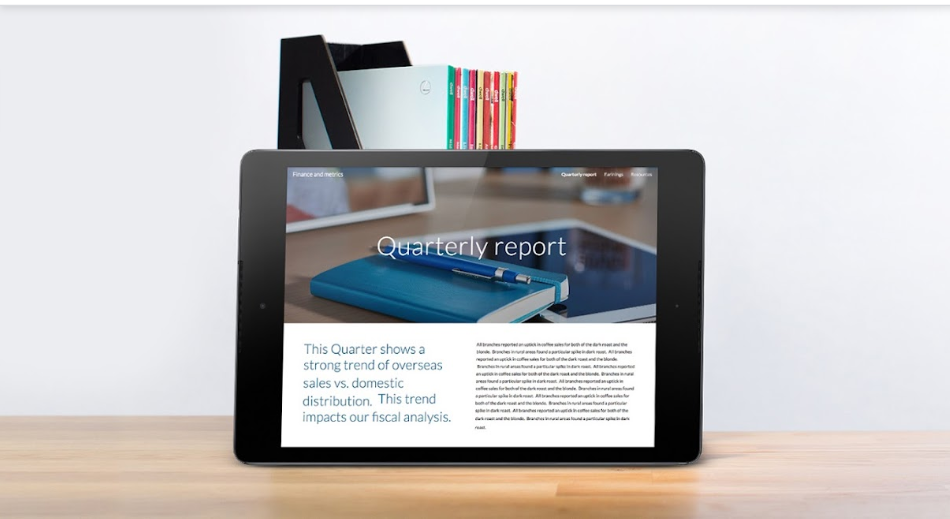 Finance and metrics
Quarterly report
Earnings
Resources
Quarterly report
This Quarter shows a
strong trend of overseas
sales vs. domestic
distribution. This trend
impacts our fiscal analysis.
All branches reported an uptick in coffee sales for both of the dark roast and the
blonde. Branches in rural areas found a particular spike in dark roast. All branches
reported an uptick in coffee sales for both of the dark roast and the blonde.
Branches in rural areas found a particular spike in dark roast. All branches reported
an uptick in coffee sales for both of the dark roast and the blonde. Branches in rural
areas found a particular spike in dark roast. All branches reported an uptick in
coffee sales for both of the dark roast and the blonde. Branches in rural areas found
a particular spike in dark roast. All branches reported an uptick in coffee sales for
both of the dark roast and the blonde. Branches in rural areas found a particular
spike in dark roast. All branches reported an uptick in coffee sales for both of the
dark roast and the blonde. Branches in rural areas found a particular spike in dark
roast.